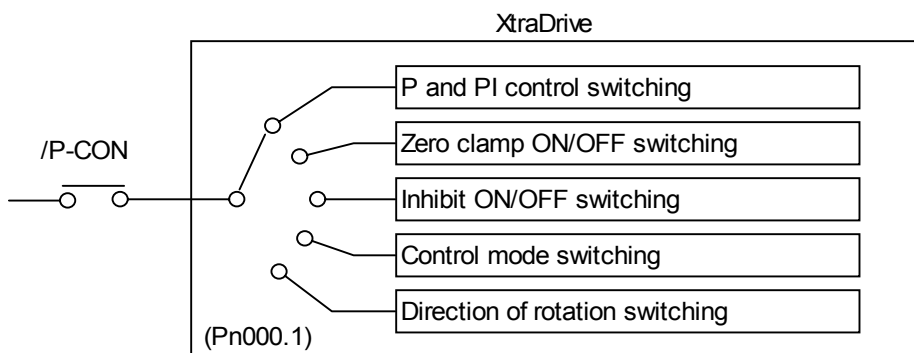 XtraDrive
P and PI control switching
/P-CON
Zero clamp ON/OFF switching
Inhibit ON/OFF switching
Control mode switching
Direction of rotation switching
(Pn000.1)